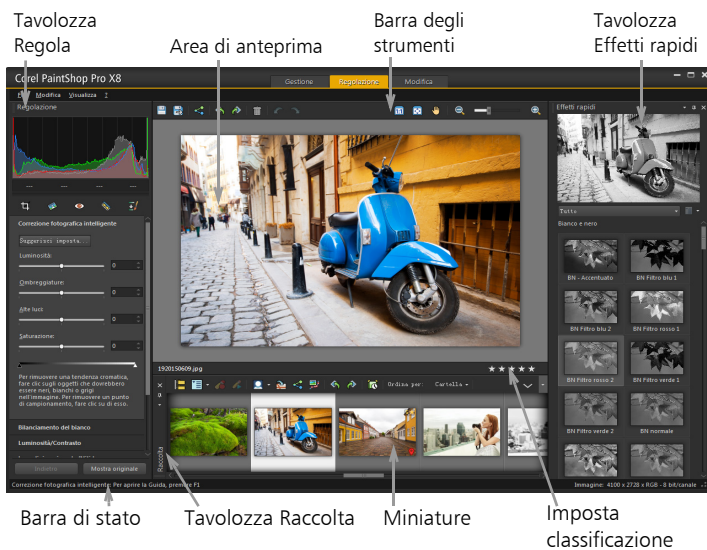 Tavolozza
Regola
Area di anteprima
Barra degli
strumenti
Tavolozza
Effetti rapidi
Corel PaintShop Pro X8
Gestione
Regolazione
Modifica
File Modifica Visualizza
Regolazione
Effetti rapidi
Tutto
Bianco e nero
Correzione fotografica intelligente
Suggerisci imposta...
Luminosità:
0
Ombreggiature:
0
Alte luci:
0
Saturazione:
0
Per rimuovere una tendenza cromatica,
fare clic sugli oggetti che dovrebbero
essere neri, bianchi o grigi
nell'immagine. Per rimuovere un punto
di campionamento, fare clic su di esso.
Bilanciamento del bianco
Luminosità/Contrasto
Indietro
Mostra originale
BN - Accentuato
BN Filtro blu 1
BN Filtro blu 2
BN Filtro rosso 1
BN Filtro rosso 2
BN Filtro verde 1
BN Filtro verde 2
BN normale
1920150609.jpg
Ordina per: Cartella
Raccolta
Correzione fotografica intelligente: Per aprire la Guida, premere F1
Immagine: 4100 x 2728 x RGB - 8 bit/canale
Barra di stato
Tavolozza Raccolta
Miniature
Imposta
classificazione